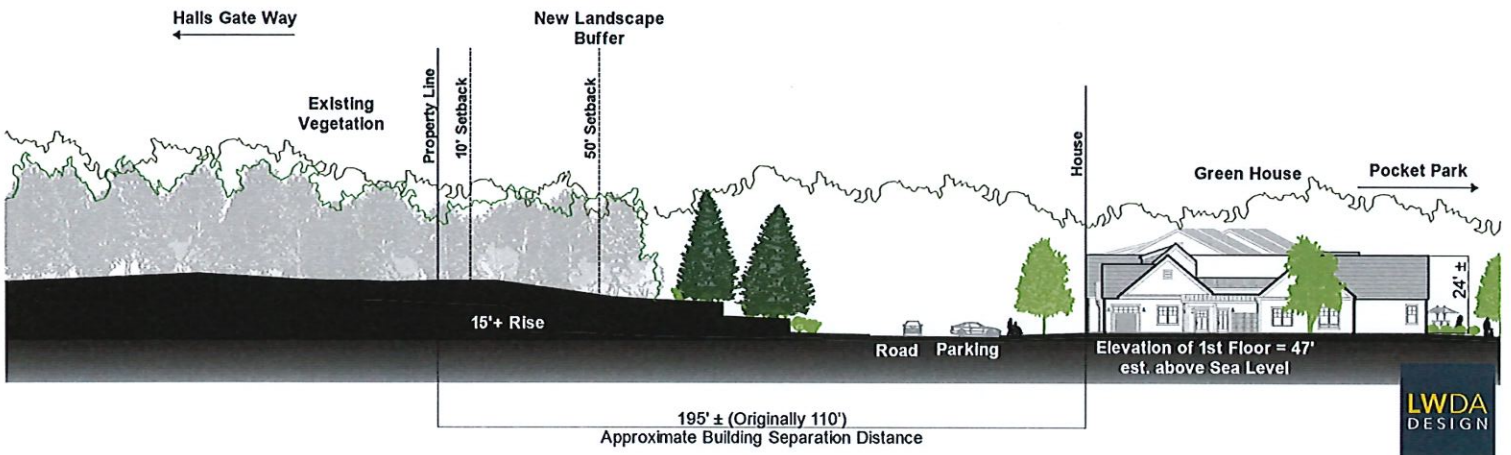 Halls Gate Way
New Landscape
Buffer
Existing
Vegetation
Property Line
10' Setback
50' Setback
House
Green House
Pocket Park
24' ±
15'+ Rise
Road
Parking
Elevation of 1st Floor = 47'
est. above Sea Level
195' ± (Originally 110')
Approximate Building Separation Distance
LWDA
DESIGN